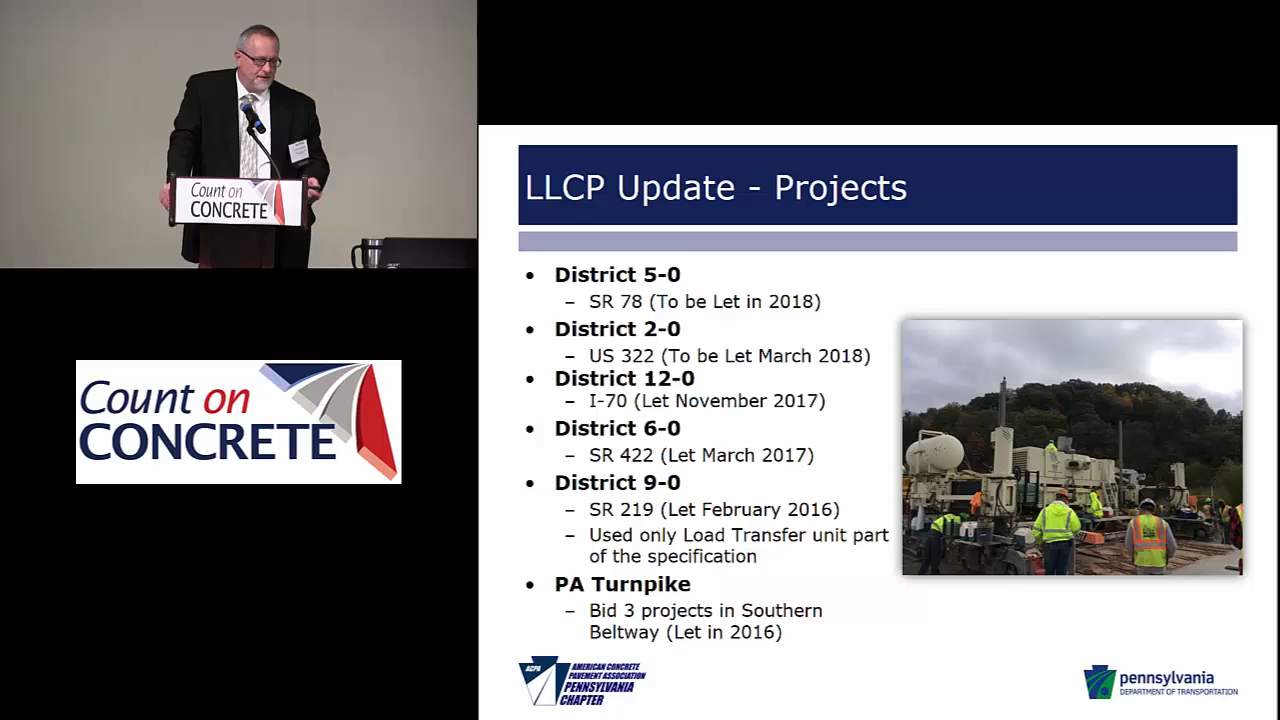 Count on
CONCRETE
Count on
CONCRETE
LLCP Update - Projects
• District 5-0
– SR 78 (To be Let in 2018)
• District 2-0
– US 322 (To be Let March 2018)
• District 12-0
– I-70 (Let November 2017)
• District 6-0
– SR 422 (Let March 2017)
• District 9-0
– SR 219 (Let February 2016)
– Used only Load Transfer unit part
of the specification
• PA Turnpike
– Bid 3 projects in Southern
Beltway (Let in 2016)
ACPA
AMERICAN CONCRETE
PAVEMENT ASSOCIATION
PENNSYLVANIA
CHAPTER
pennsylvania
DEPARTMENT OF TRANSPORTATION